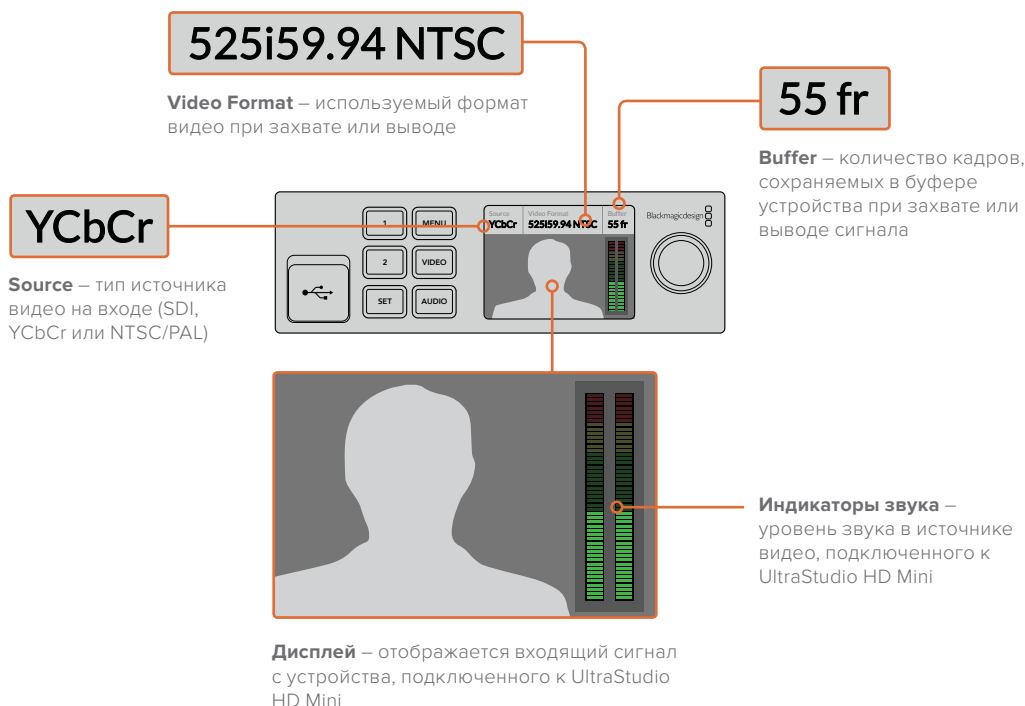 525i59.94 NTSC
Video Format – используемый формат
видео при захвате или выводе
55 fr
Buffer – количество кадров,
сохраняемых в буфере
устройства при захвате или
выводе сигнала
YCbCr
Source – тип источника
видео на входе (SDI,
YCbCr или NTSC/PAL)
1
MENU
2
VIDEO
SET
AUDIO
Source
Video Format
Buffer
YCbCr
525i59.94 NTSC
55 fr
Blackmagicdesign
Индикаторы звука –
уровень звука в источнике
видео, подключенного к
UltraStudio HD Mini
Дисплей – отображается входящий сигнал
с устройства, подключенного к UltraStudio
HD Mini